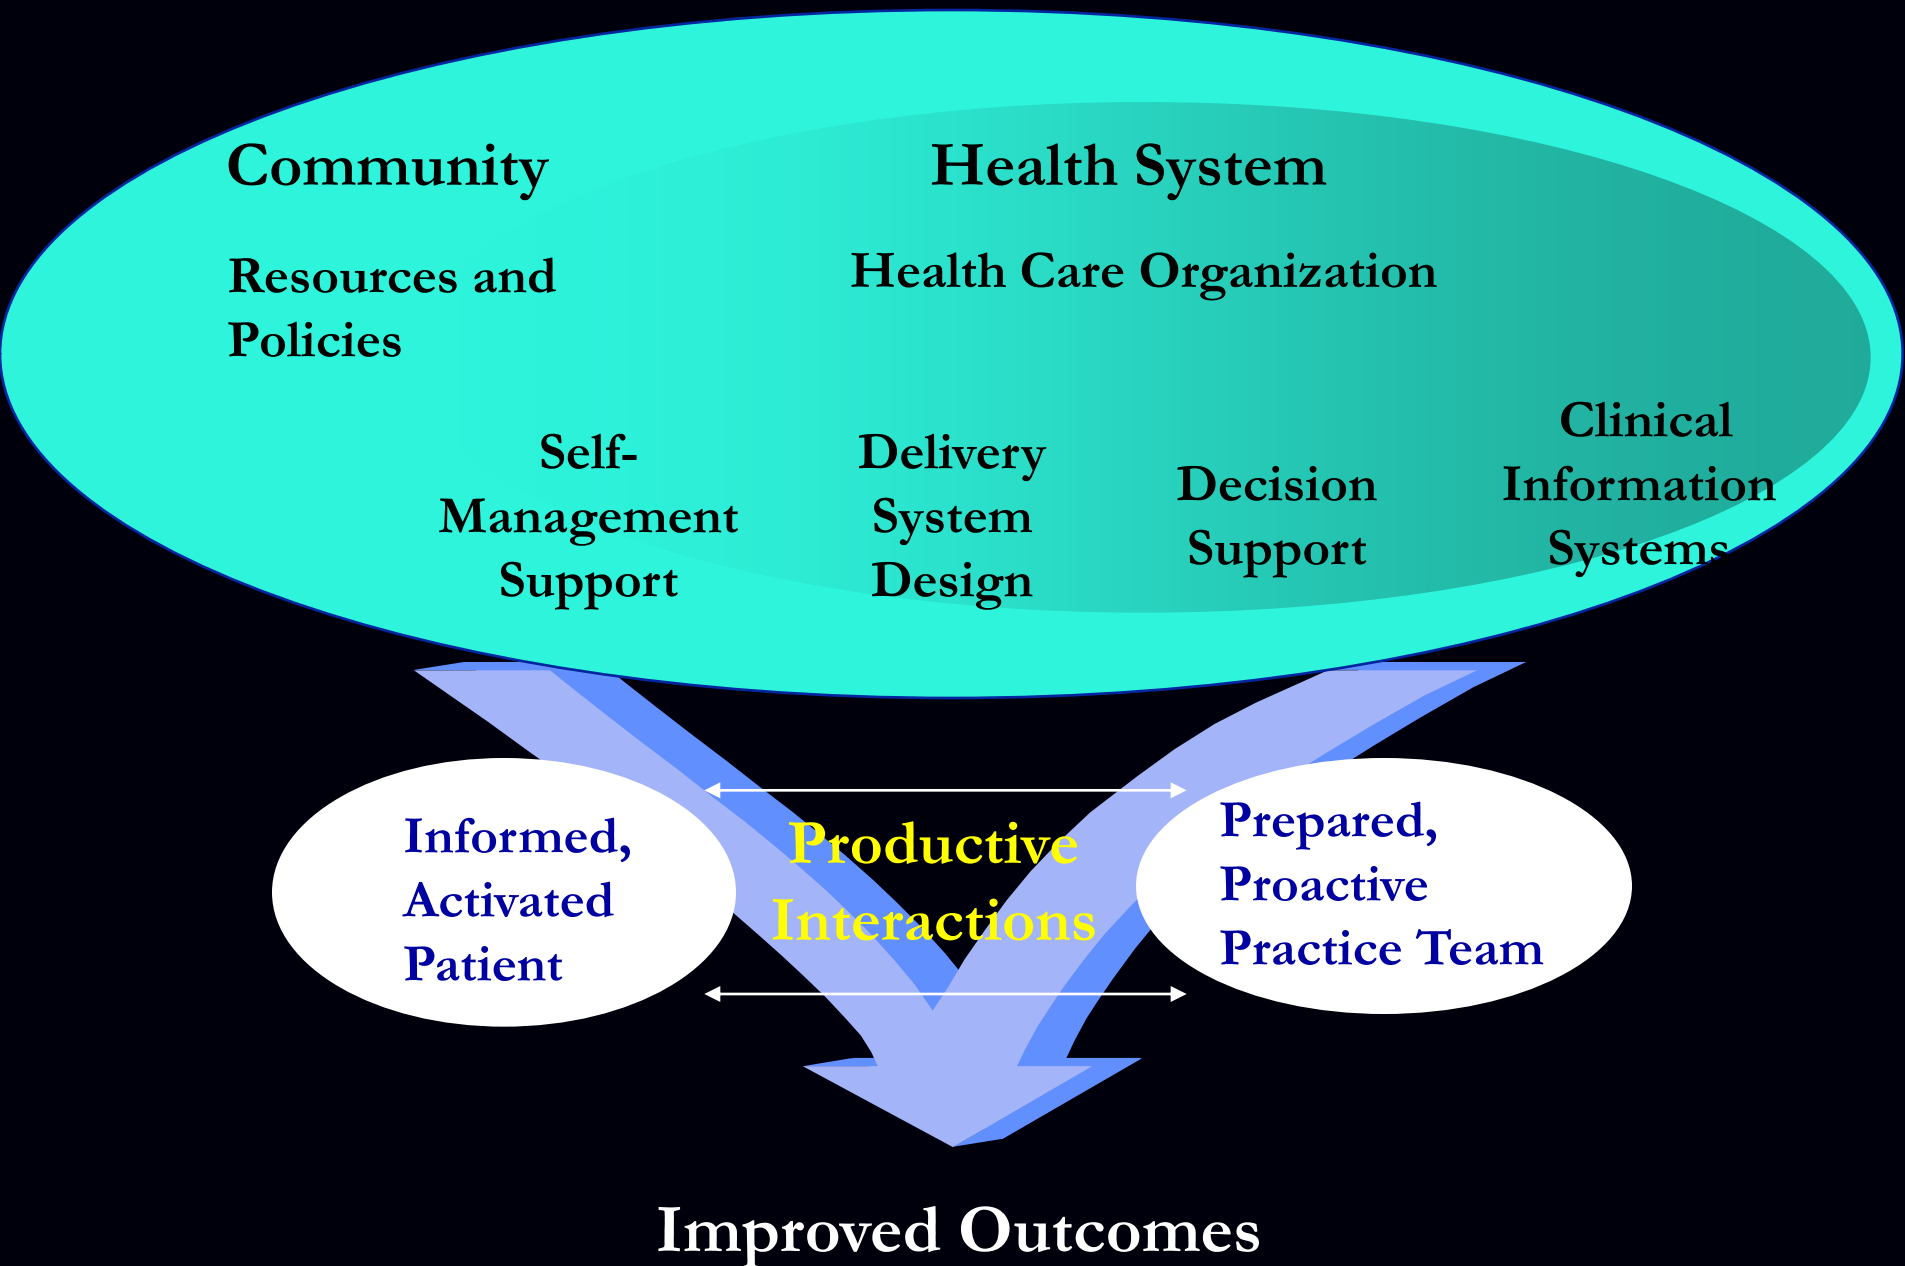 Community
Health System
Resources and
Policies
Health Care Organization
Self-
Management
Support
Delivery
System
Design
Decision
Support
Clinical
Information
Systems
Informed,
Activated
Patient
Productive
Interactions
Prepared,
Proactive
Practice Team
Improved Outcomes